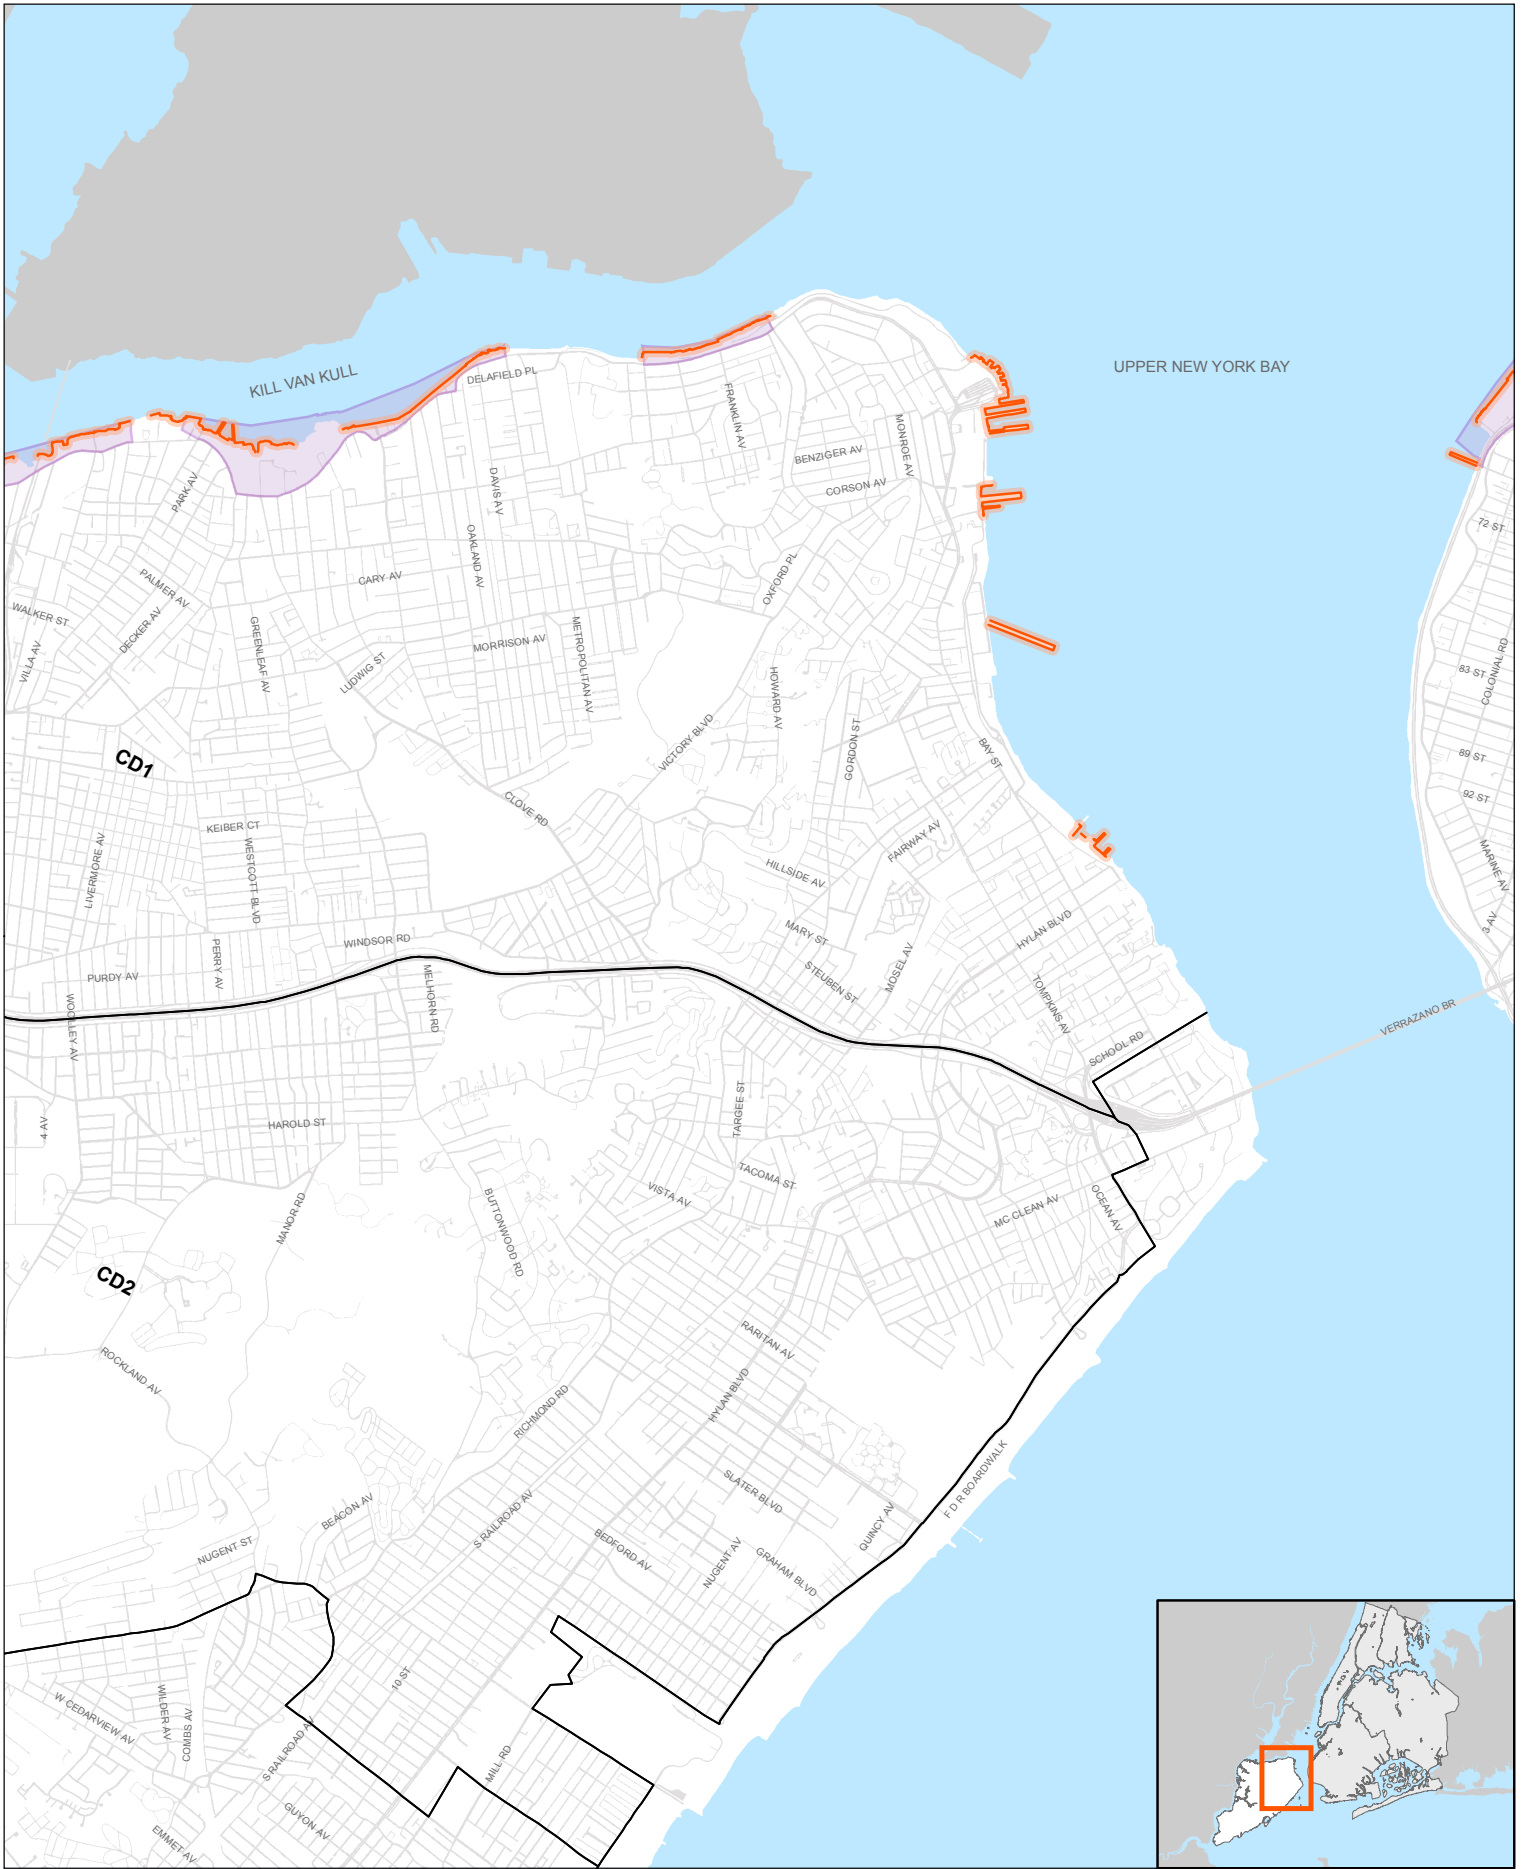 UPPER NEW YORK BAY
KILL VAN KULL
DELAFIELD PL
FRANKLIN AV
MONROE AV
BENZIGER AV
CORSON AV
DAVIS AV
PARK AV
OAKLAND AV
72 ST
CARY AV
OXFORD PL
PALMER AV
WALKER ST
DECKER AV
GREENLEAF AV
MORRISON AV
METROPOLITAN AV
VILLA AV
LUDWIG ST
HOWARD AV
83 ST
COLONIAL RD
GORDON ST
VICTORY BLVD
BAY ST
CD1
89 ST
92 ST
CLOVE RD
KEIBER CT
WESTCOTT BLVD
LIVERMORE AV
FAIRWAY AV
HILLSIDE AV
MARINE AV
3 AV
WINDSOR RD
MARY ST
HYLAN BLVD
PERRY AV
PURDY AV
STEUBEN ST
MOSEL AV
TOMPKINS AV
MELHORN RD
WOOLLEY AV
VERRAZANO BR
SCHOOL RD
4 AV
HAROLD ST
TARGEE ST
TACOMA ST
VISTA AV
MANOR RD
BUTTONWOOD RD
MC CLEAN AV
OCEAN AV
CD2
RARITAN AV
ROCKLAND AV
HYLAN BLVD
RICHMOND RD
F D R BOARDWALK
SLATER BLVD
BEACON AV
S RAILROAD AV
QUINCY AV
NUGENT ST
BEDFORD AV
NUGENT AV
GRAHAM BLVD
10 ST
W CEDARVIEW AV
WILDER AV
COMBS AV
S RAILROAD AV
MILL RD
GUYON AV
EMMET AV